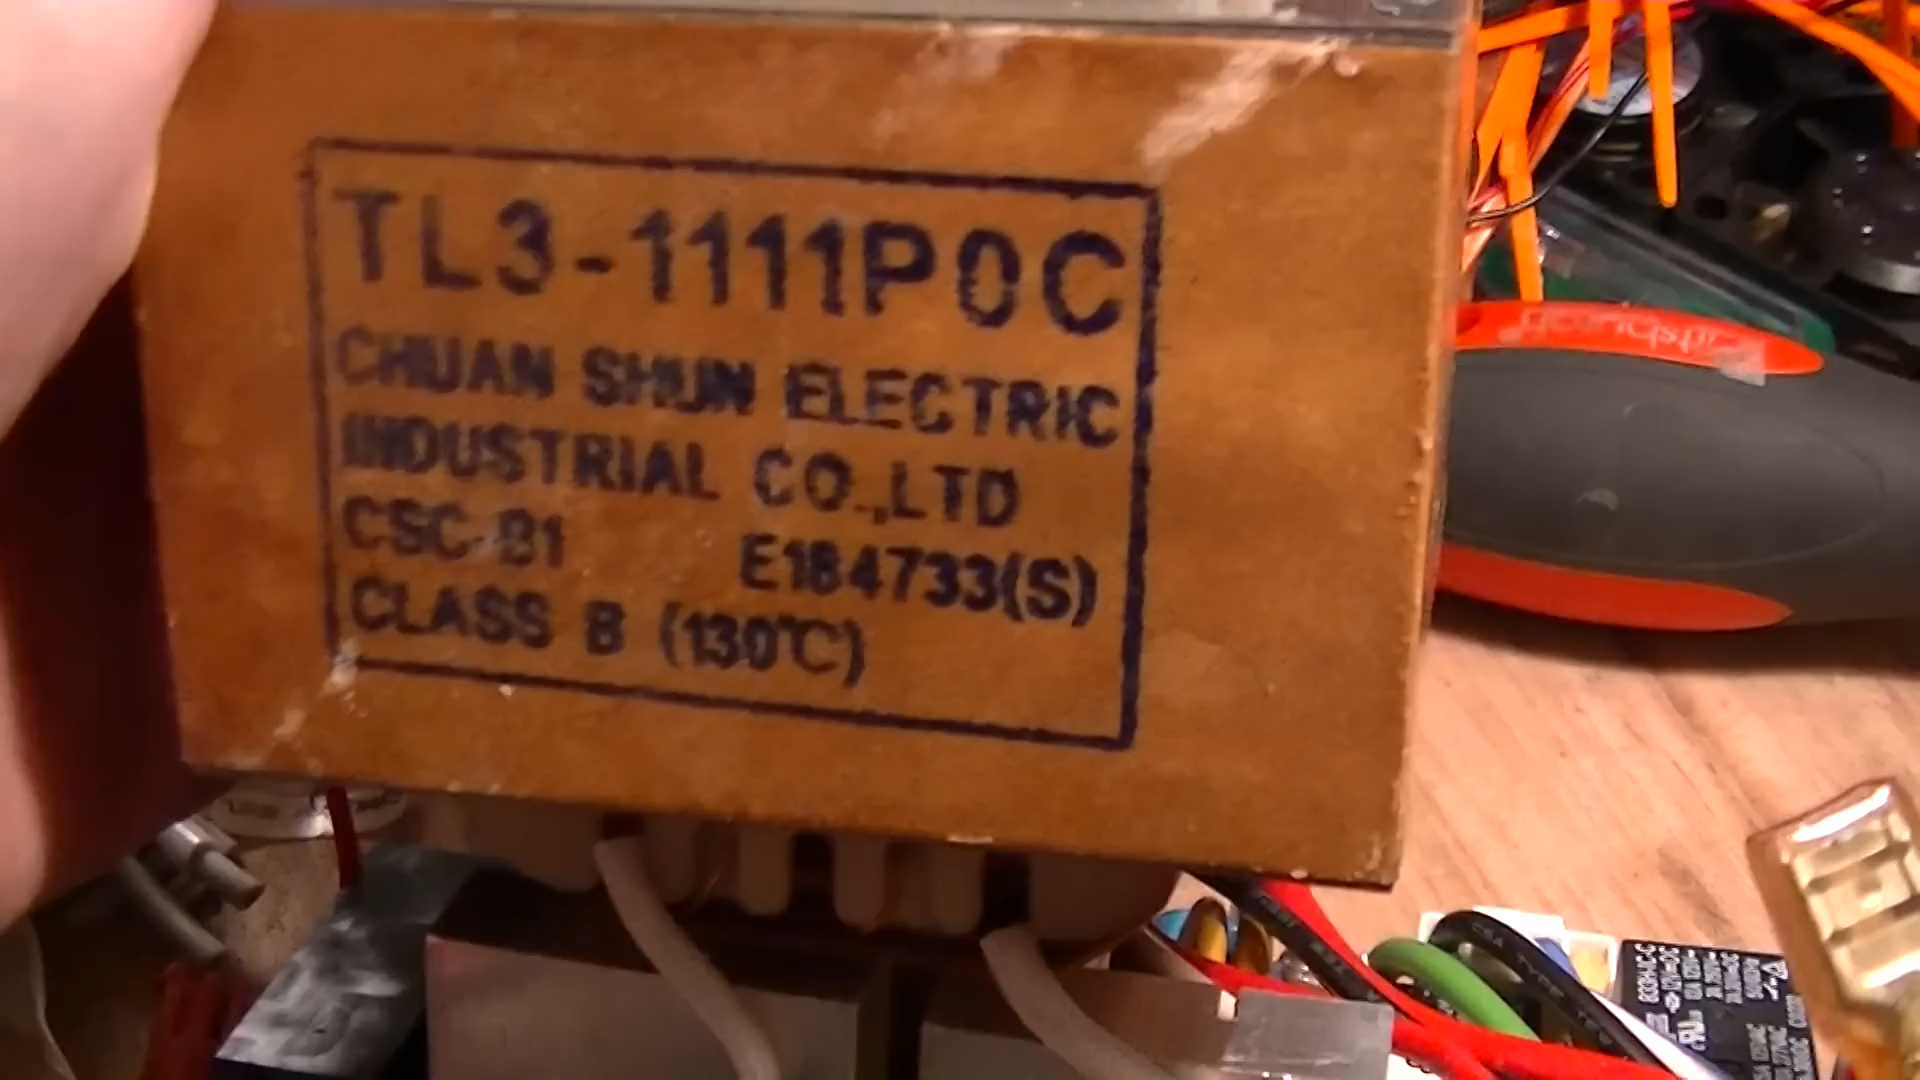 TL3-1111P0C
CHUAN SHUN ELECTRIC
INDUSTRIAL CO.,LTD
CSC-B1 E184733(S)
CLASS B (130℃)